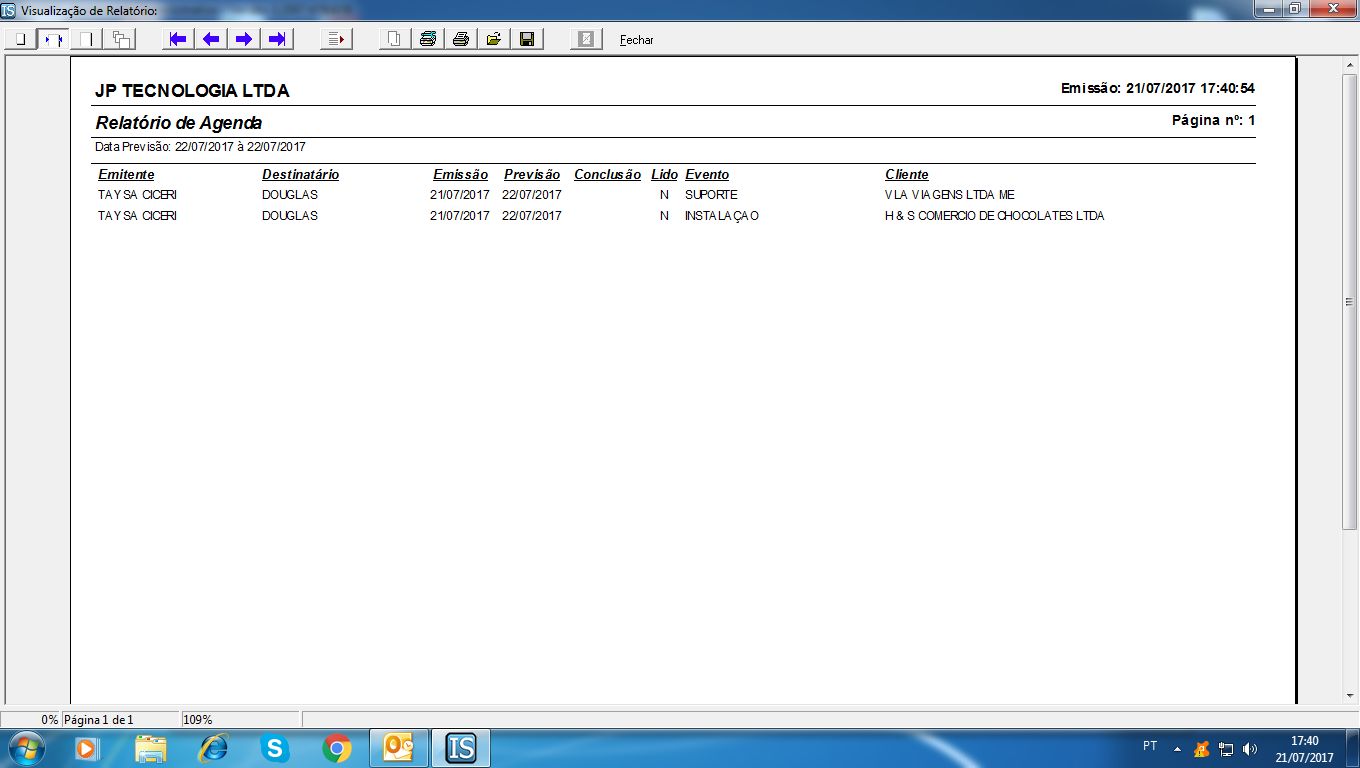 IS Visualização de Relatório:
Fechar
JP TECNOLOGIA LTDA Emissão: 21/07/2017 17:40:54
Relatório de Agenda Página nº: 1
Data Previsão: 22/07/2017 à 22/07/2017
Emitente Destinatário Emissão Previsão Conclusão Lido Evento Cliente
TAYSA CICERI DOUGLAS 21/07/2017 22/07/2017 N SUPORTE VLA VIAGENS LTDA ME
TAYSA CICERI DOUGLAS 21/07/2017 22/07/2017 N INSTALAÇAO H & S COMERCIO DE CHOCOLATES LTDA
0% Página 1 de 1 109%
IS PT 17:40
21/07/2017